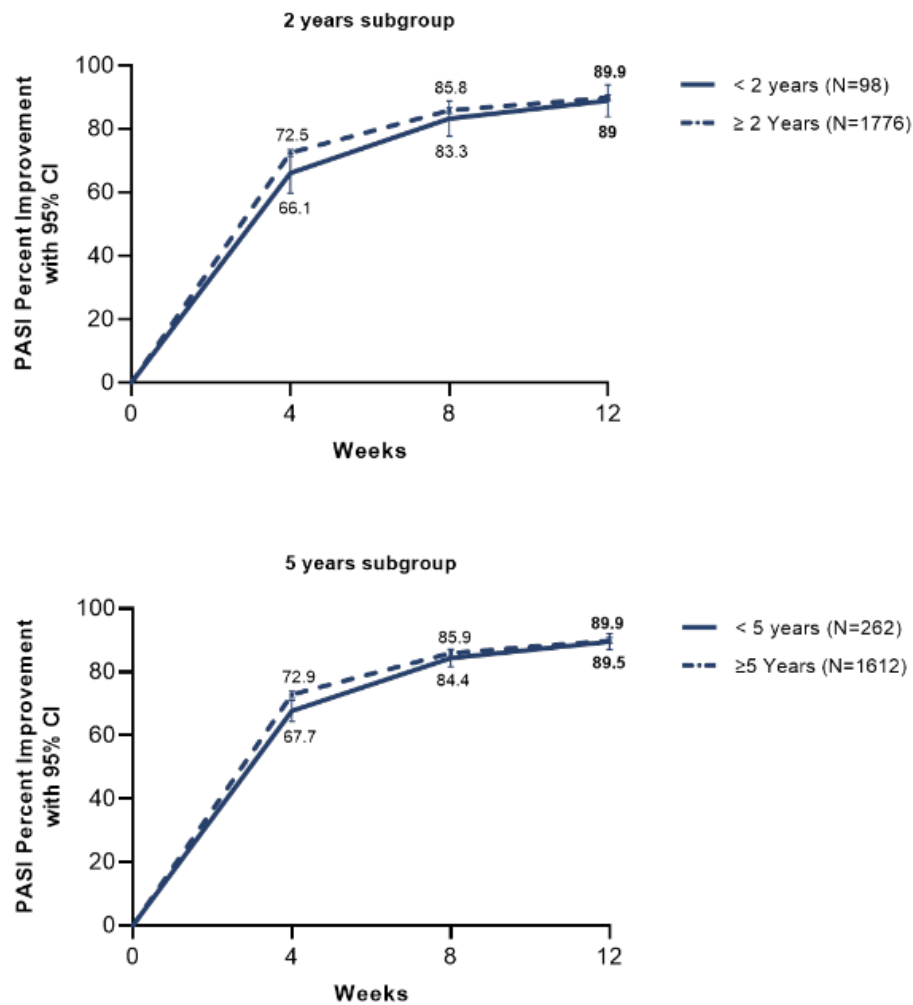 2 years subgroup
PASI Percent Improvement
with 95% CI
100
80
60
40
20
0
72.5
66.1
85.8
83.3
89.9
89
0
4
8
12
Weeks
< 2 years (N=98)
≥ 2 Years (N=1776)
5 years subgroup
PASI Percent Improvement
with 95% CI
100
80
60
40
20
0
72.9
67.7
85.9
84.4
89.9
89.5
0
4
8
12
Weeks
< 5 years (N=262)
≥5 Years (N=1612)